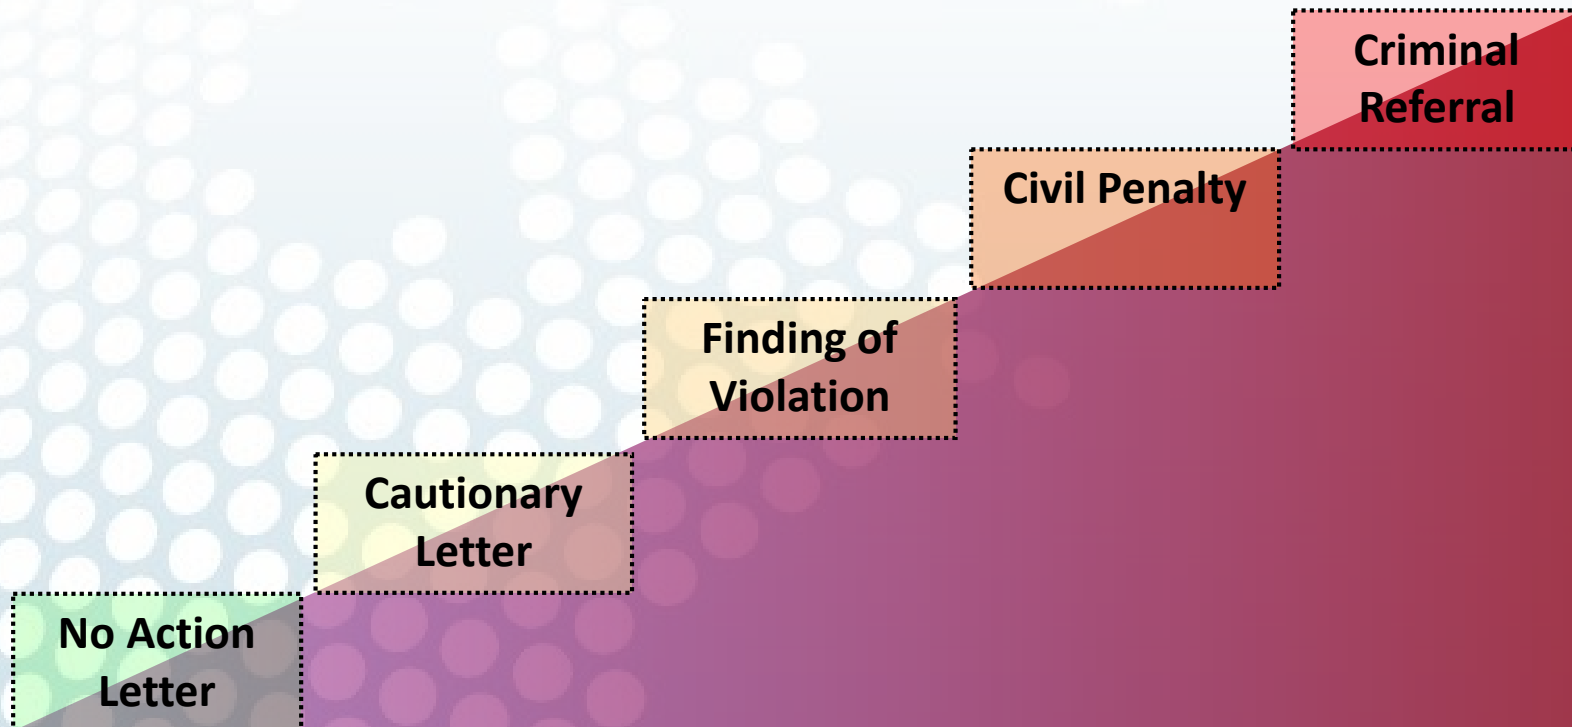 Criminal
Referral
Civil Penalty
Finding of
Violation
Cautionary
Letter
No Action
Letter